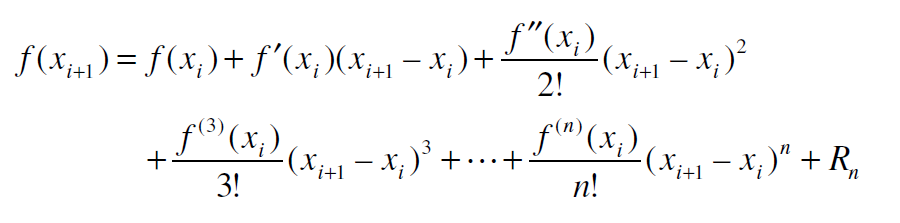 f(x_{i+1}) = f(x_i) + f′(x_i)(x_{i+1} − x_i) + \frac{f″(x_i)}{2!}(x_{i+1} − x_i)^2
+ \frac{f^{(3)}(x_i)}{3!}(x_{i+1} − x_i)^3 + ⋯ + \frac{f^{(n)}(x_i)}{n!}(x_{i+1} − x_i)^n + R_n